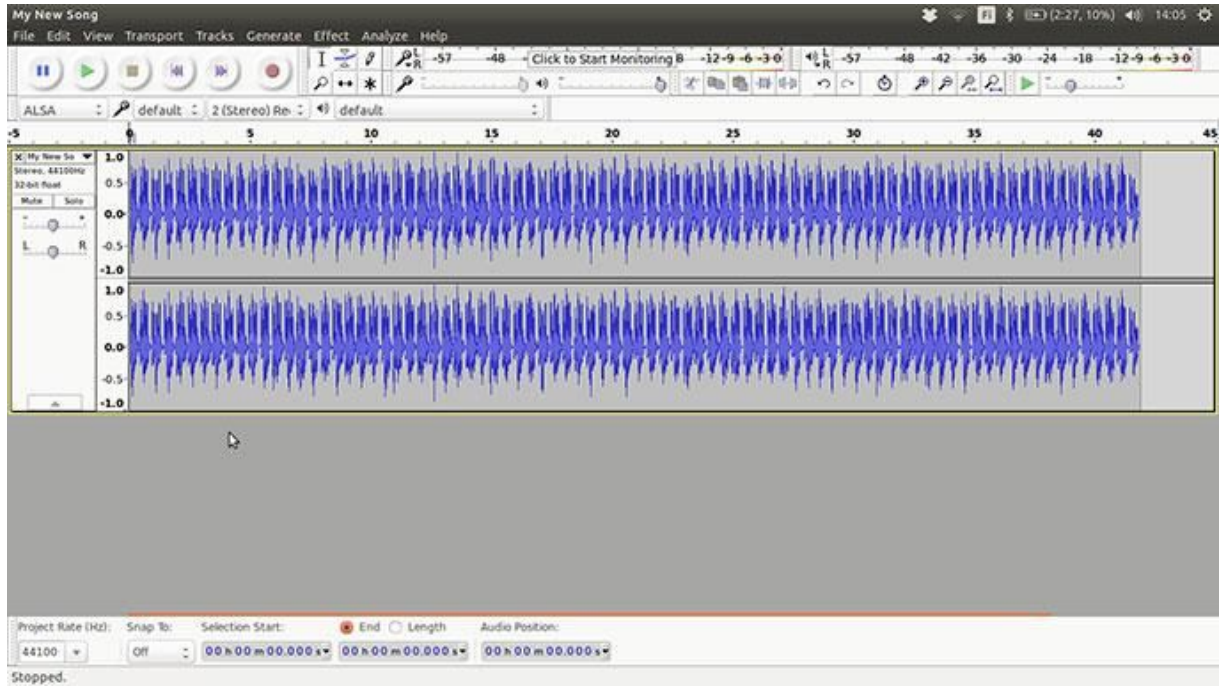 My New Song
Fi (2:27, 10%) 14:05
File Edit View Transport Tracks Generate Effect Analyze Help
L R -57 -48 - Click to Start Monitoring 8 -12 -9 -6 -3 0 L R -57 -48 -42 -36 -30 -24 -18 -12 -9 -6 -3 0
ALSA default 2 (Stereo) Re default
-5 0 5 10 15 20 25 30 35 40 45
My New So
Stereo, 44100Hz
32-bit float
Mute Solo
- +
L R
1.0
0.5
0.0
-0.5
-1.0
1.0
0.5
0.0
-0.5
-1.0
Project Rate (Hz): Snap To: Selection Start: End Length Audio Position:
44100 Off 00 h 00 m 00.000 s 00 h 00 m 00.000 s 00 h 00 m 00.000 s
Stopped.